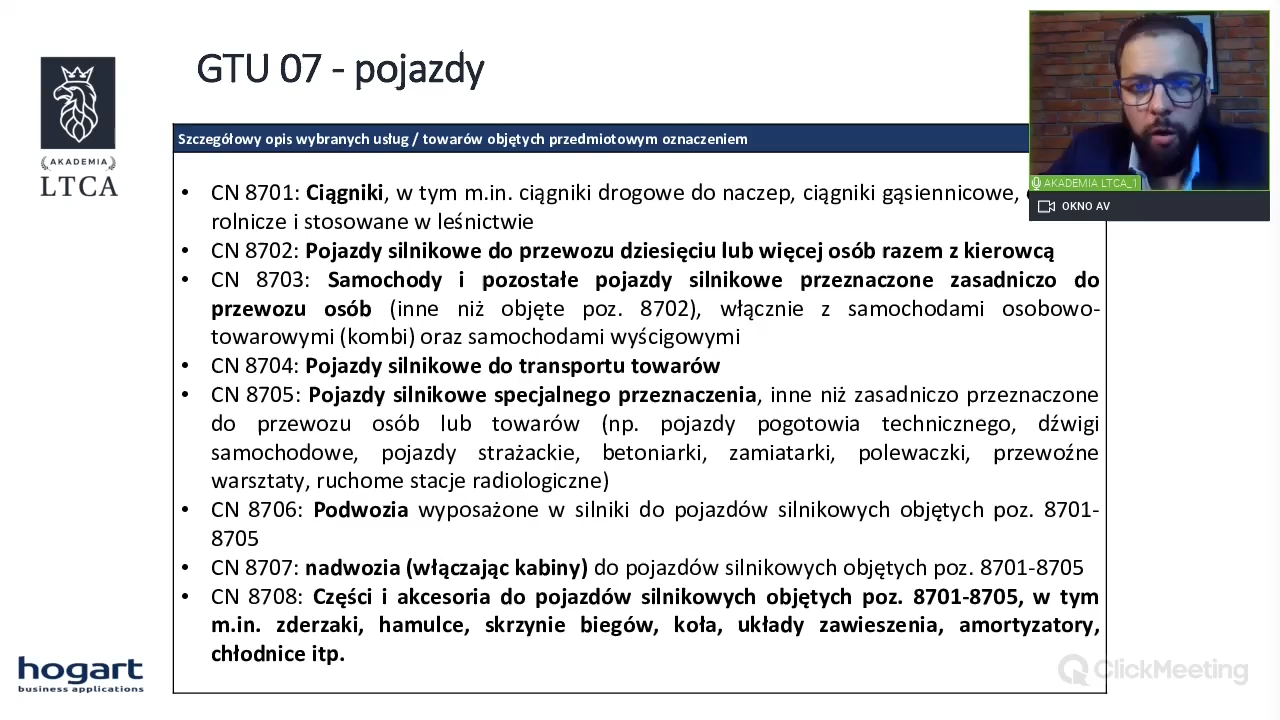 GTU 07 - pojazdy
AKADEMIA
LTCA
Szczegółowy opis wybranych usług / towarów objętych przedmiotowym oznaczeniem
• CN 8701: Ciągniki, w tym m.in. ciągniki drogowe do naczep, ciągniki gąsiennicowe,
rolnicze i stosowane w leśnictwie
• CN 8702: Pojazdy silnikowe do przewozu dziesięciu lub więcej osób razem z kierowcą
• CN 8703: Samochody i pozostałe pojazdy silnikowe przeznaczone zasadniczo do
przewozu osób (inne niż objęte poz. 8702), włącznie z samochodami osobowo-
towarowymi (kombi) oraz samochodami wyścigowymi
• CN 8704: Pojazdy silnikowe do transportu towarów
• CN 8705: Pojazdy silnikowe specjalnego przeznaczenia, inne niż zasadniczo przeznaczone
do przewozu osób lub towarów (np. pojazdy pogotowia technicznego, dźwigi
samochodowe, pojazdy strażackie, betoniarki, zamiatarki, polewaczki, przewoźne
warsztaty, ruchome stacje radiologiczne)
• CN 8706: Podwozia wyposażone w silniki do pojazdów silnikowych objętych poz. 8701-
8705
• CN 8707: nadwozia (włączając kabiny) do pojazdów silnikowych objętych poz. 8701-8705
• CN 8708: Części i akcesoria do pojazdów silnikowych objętych poz. 8701-8705, w tym
m.in. zderzaki, hamulce, skrzynie biegów, koła, układy zawieszenia, amortyzatory,
chłodnice itp.
AKADEMIA LTCA_1
OKNO AV
hogart
business applications
ClickMeeting